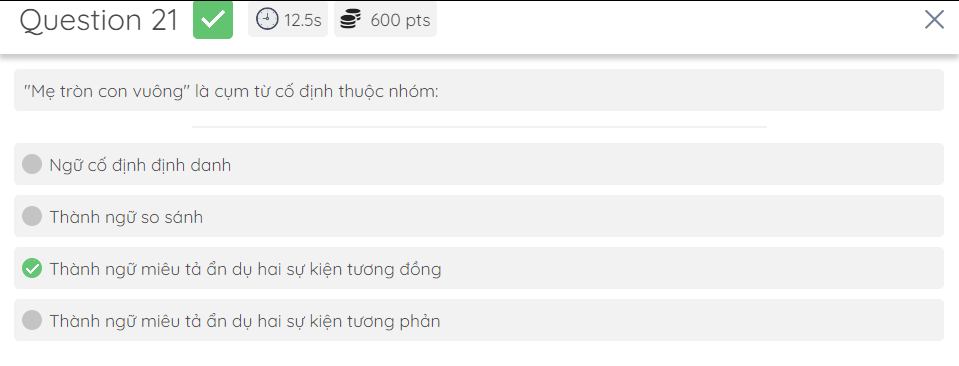 Question 21 12.5s 600 pts
"Mẹ tròn con vuông" là cụm từ cố định thuộc nhóm:
Ngữ cố định định danh
Thành ngữ so sánh
Thành ngữ miêu tả ẩn dụ hai sự kiện tương đồng
Thành ngữ miêu tả ẩn dụ hai sự kiện tương phản